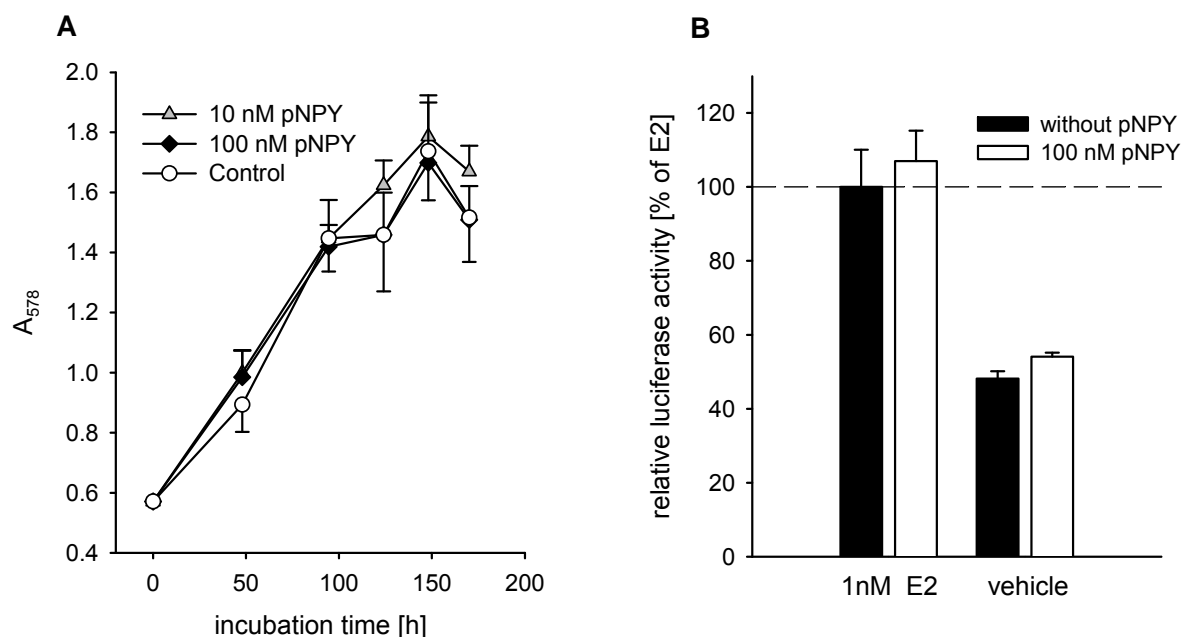 A
A578
2.0
1.8
1.6
1.4
1.2
1.0
0.8
0.6
0.4
10 nM pNPY
100 nM pNPY
Control
0 50 100 150 200
incubation time [h]
B
relative luciferase activity [% of E2]
120
100
80
60
40
20
0
without pNPY
100 nM pNPY
1nM E2 vehicle